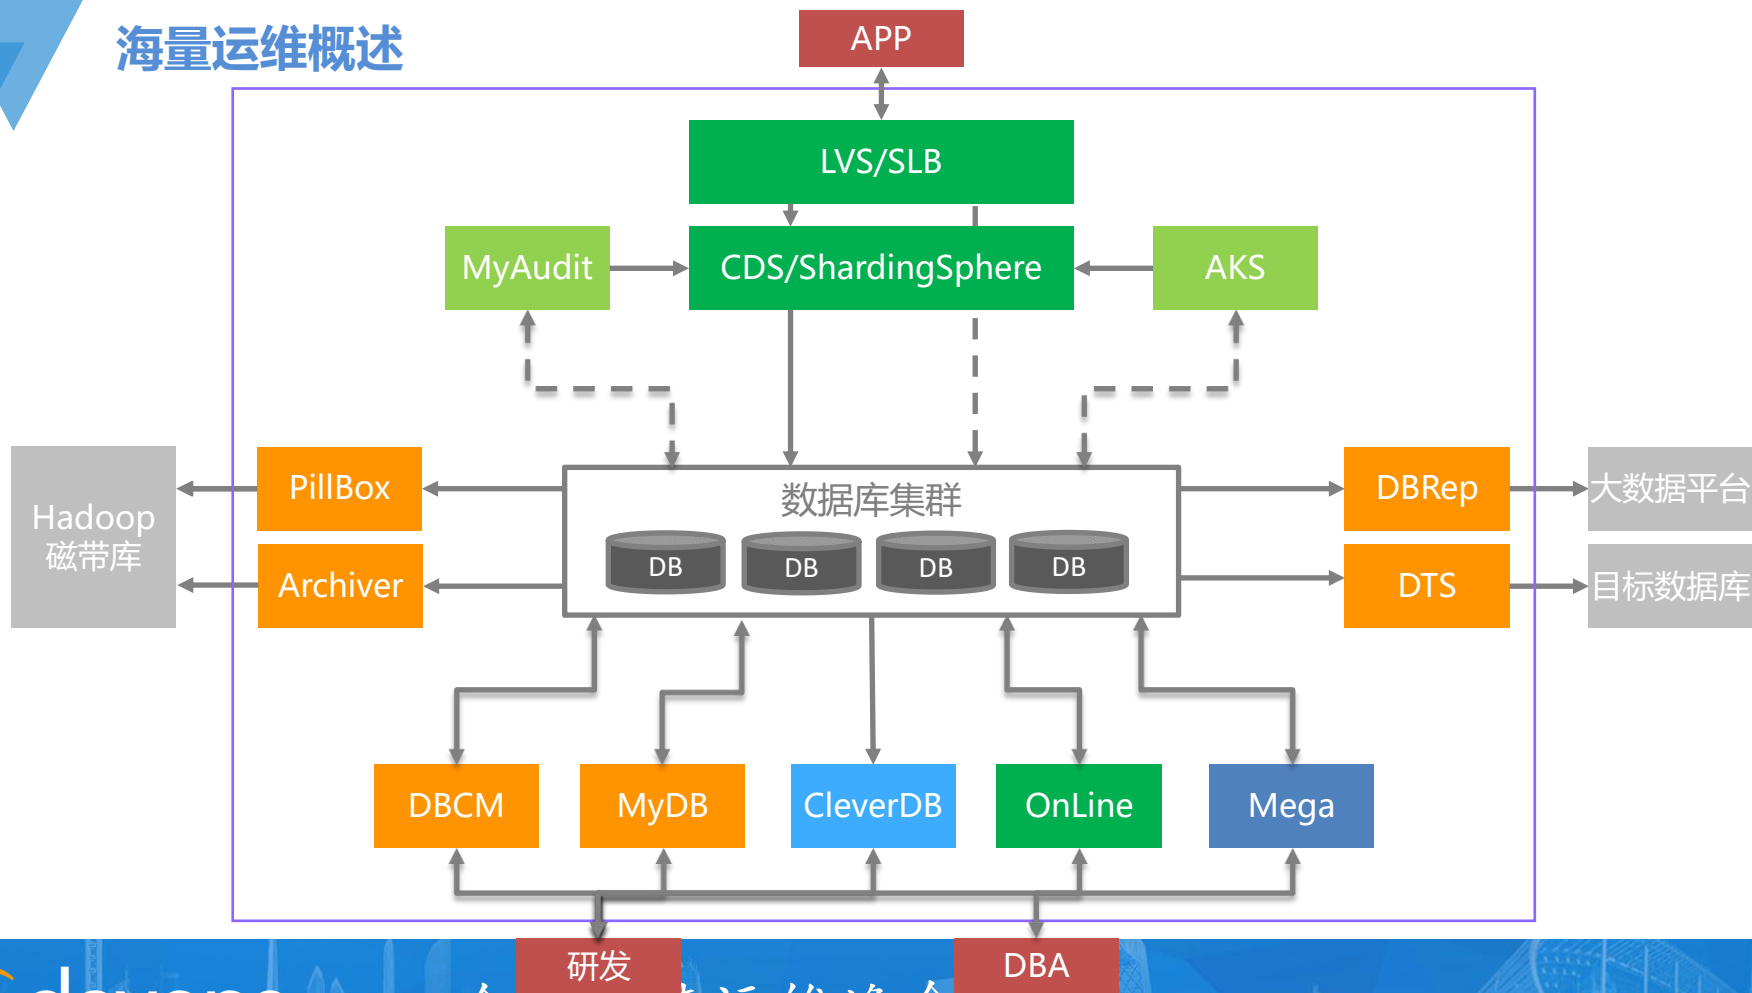 海量运维概述
APP
LVS/SLB
MyAudit
CDS/ShardingSphere
AKS
Hadoop
磁带库
PillBox
Archiver
数据库集群
DB
DB
DB
DB
DBRep
大数据平台
DTS
目标数据库
DBCM
MyDB
CleverDB
OnLine
Mega
研发
DBA